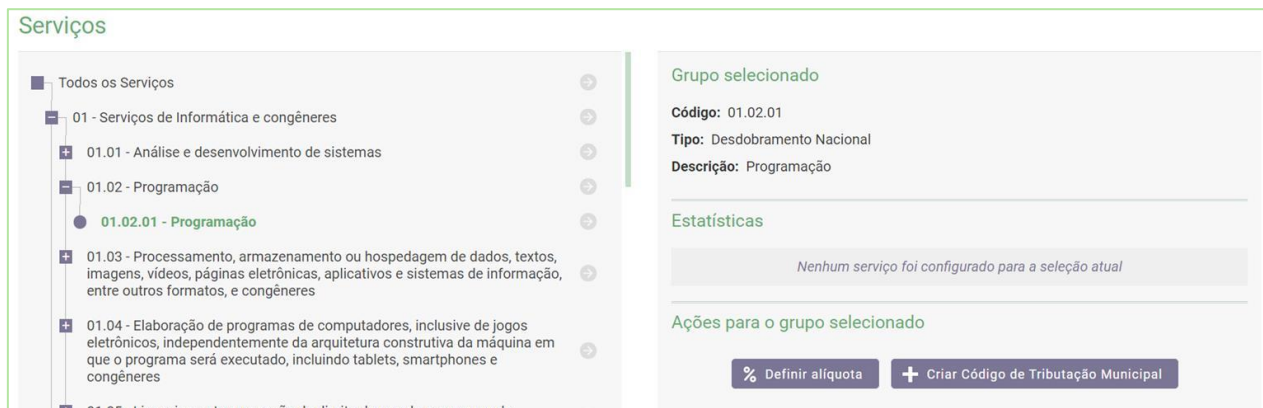 Serviços
Todos os Serviços
01 - Serviços de Informática e congêneres
01.01 - Análise e desenvolvimento de sistemas
01.02 - Programação
01.02.01 - Programação
01.03 - Processamento, armazenamento ou hospedagem de dados, textos,
imagens, vídeos, páginas eletrônicas, aplicativos e sistemas de informação,
entre outros formatos, e congêneres
01.04 - Elaboração de programas de computadores, inclusive de jogos
eletrônicos, independentemente da arquitetura construtiva da máquina em
que o programa será executado, incluindo tablets, smartphones e
congêneres
Grupo selecionado
Código: 01.02.01
Tipo: Desdobramento Nacional
Descrição: Programação
Estatísticas
Nenhum serviço foi configurado para a seleção atual
Ações para o grupo selecionado
% Definir alíquota
+ Criar Código de Tributação Municipal